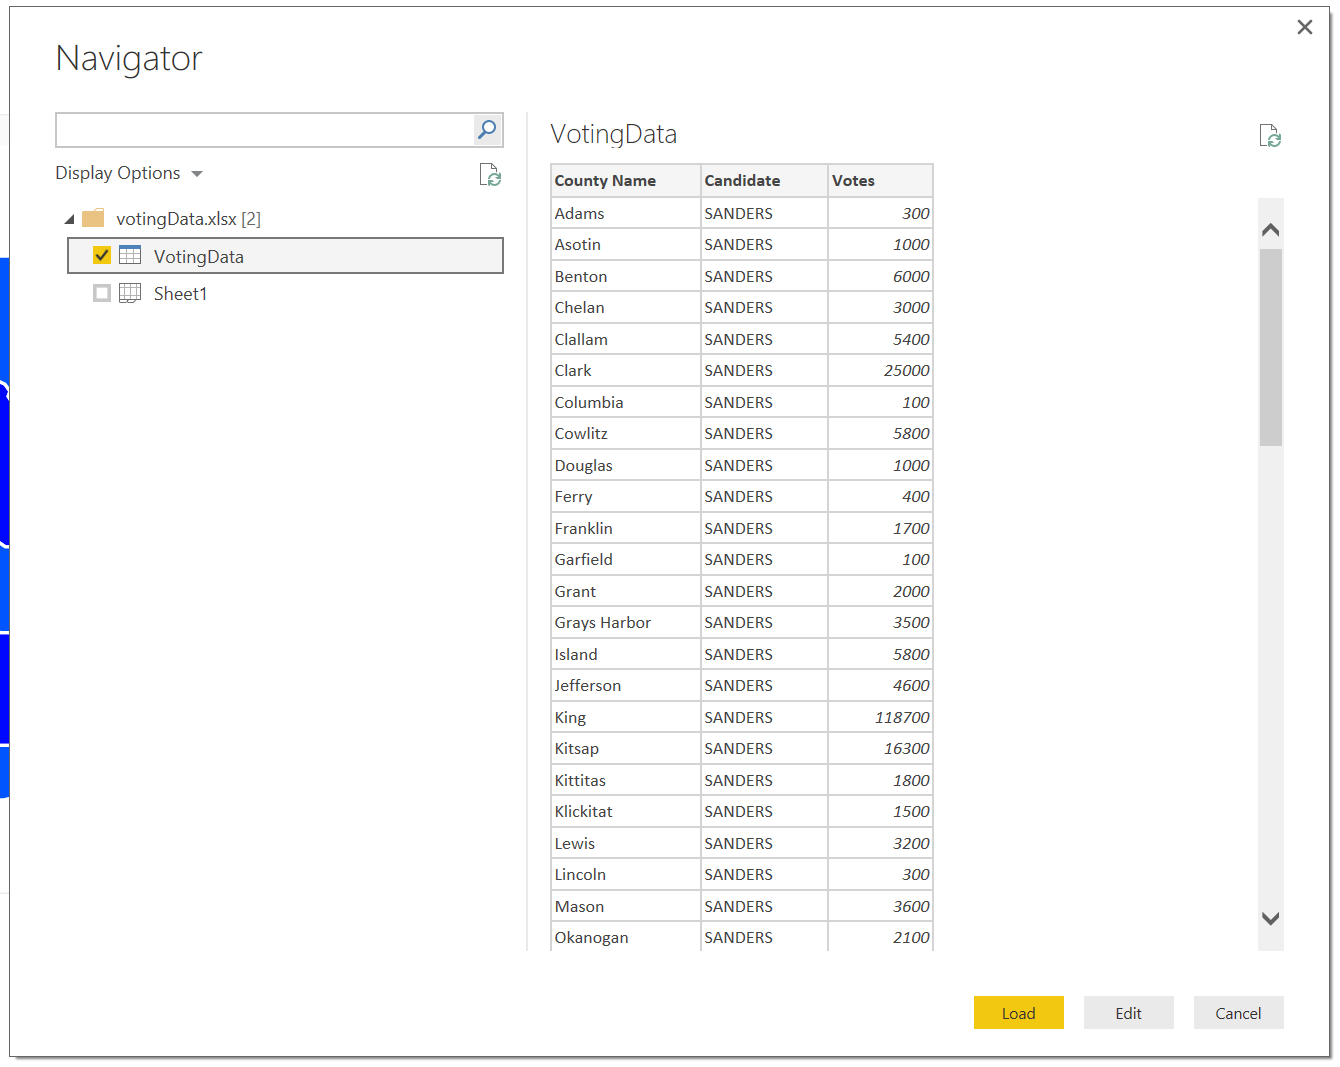 Navigator
Display Options
votingData.xlsx [2]
VotingData
Sheet1
VotingData
County Name Candidate Votes
Adams SANDERS 300
Asotin SANDERS 1000
Benton SANDERS 6000
Chelan SANDERS 3000
Clallam SANDERS 5400
Clark SANDERS 25000
Columbia SANDERS 100
Cowlitz SANDERS 5800
Douglas SANDERS 1000
Ferry SANDERS 400
Franklin SANDERS 1700
Garfield SANDERS 100
Grant SANDERS 2000
Grays Harbor SANDERS 3500
Island SANDERS 5800
Jefferson SANDERS 4600
King SANDERS 118700
Kitsap SANDERS 16300
Kittitas SANDERS 1800
Klickitat SANDERS 1500
Lewis SANDERS 3200
Lincoln SANDERS 300
Mason SANDERS 3600
Okanogan SANDERS 2100
Load Edit Cancel